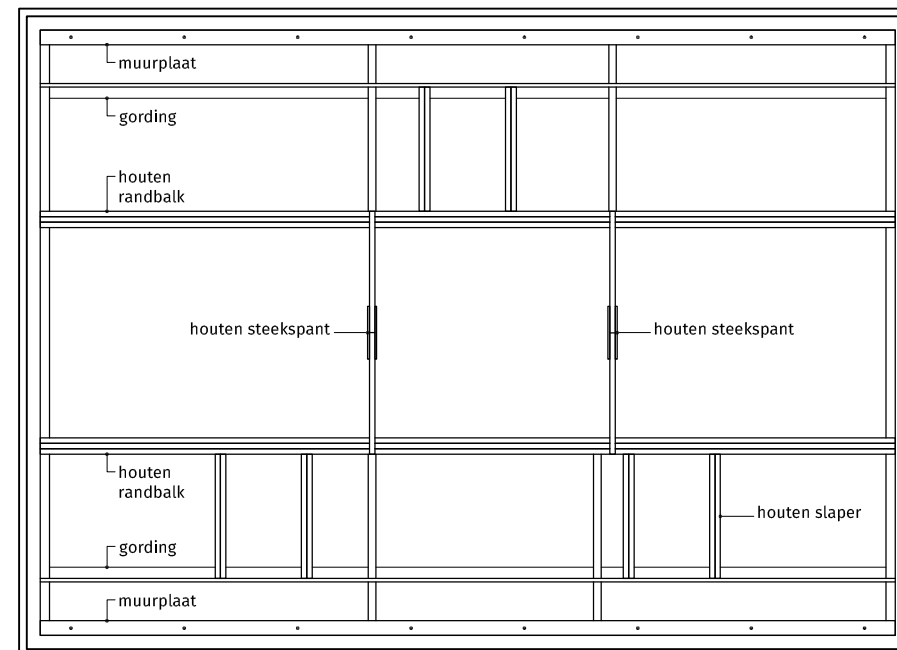 muurplaat
gording
houten
randbalk
houten steekspant
houten steekspant
houten
randbalk
houten slaper
gording
muurplaat